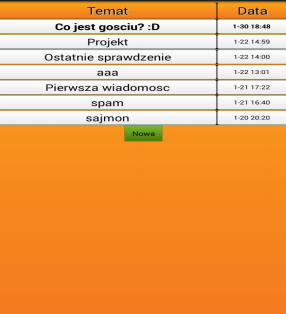 Temat Data
Co jest gosciu? :D 1-30 18:48
Projekt 1-22 14:59
Ostatnie sprawdzenie 1-22 14:00
aaa 1-22 13:01
Pierwsza wiadomosc 1-21 17:22
spam 1-21 16:40
sajmon 1-20 20:20
Nowa